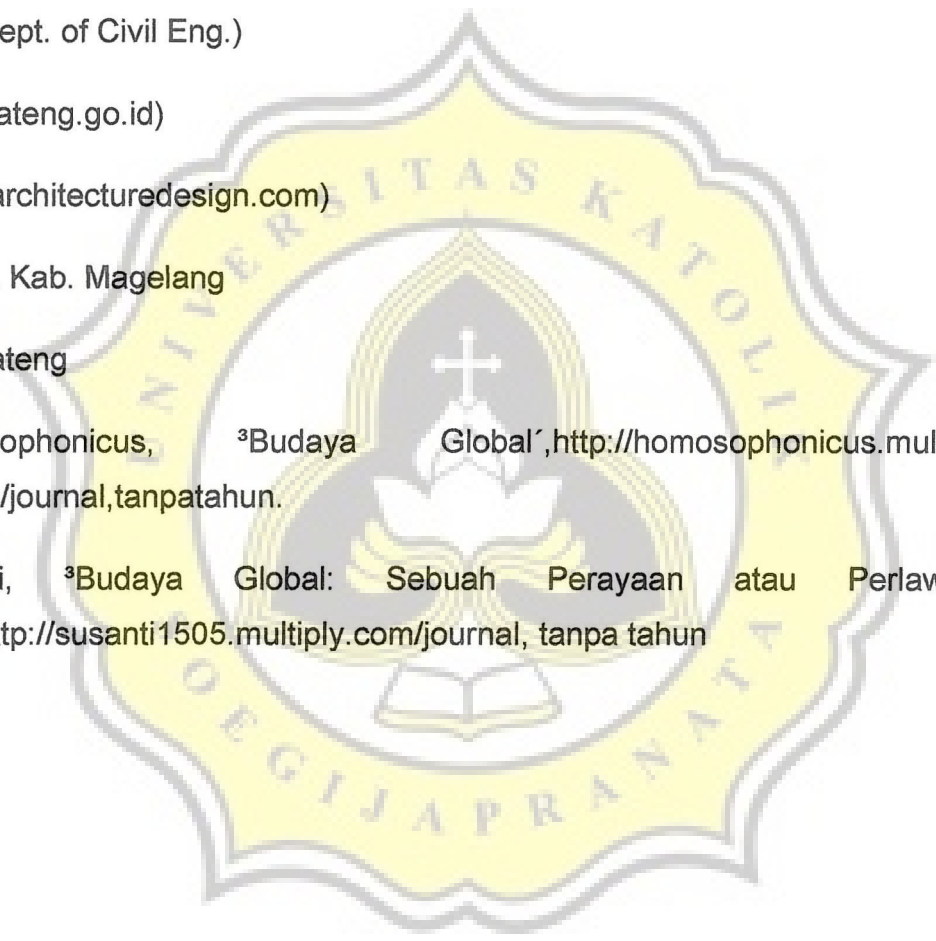 ept. of Civil Eng.)
ateng.go.id)
architecturedesign.com)
Kab. Magelang
ateng
ophonicus, ³Budaya Global´,http://homosophonicus.mul
/journal,tanpatahun.
i, ³Budaya Global: Sebuah Perayaan atau Perlaw
tp://susanti1505.multiply.com/journal, tanpa tahun
UNIVERSITAS KATOLIK
SOEGIJAPRANATA